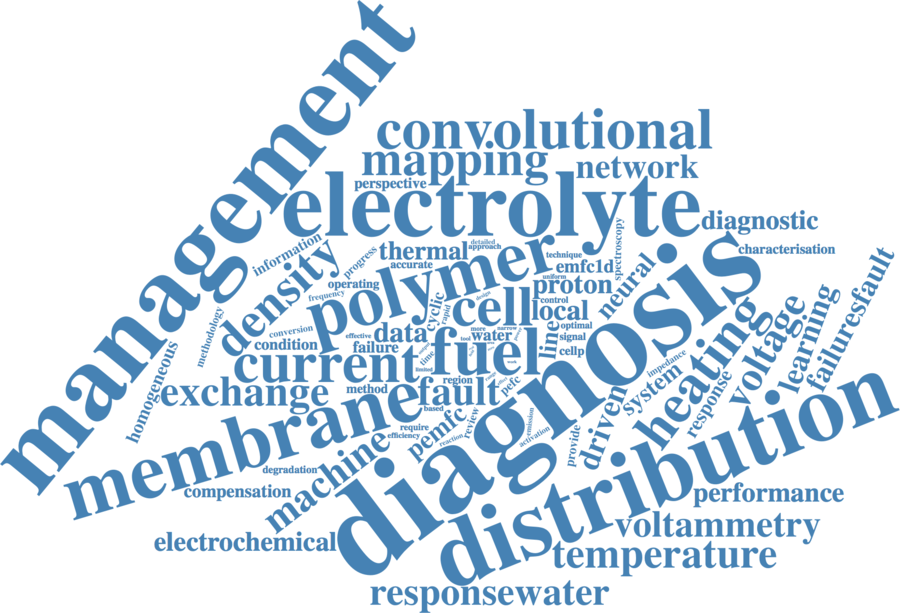 management
convolutional
mapping
network
perspective
electrolyte
diagnostic
information
progress
thermal
detailed
approach
accurate
polymer
technique
spectroscopy
characterisation
emfc1d
uniform
operating
density
frequency
cyclic
rapid
design
cell
proton
control
local
neural
methodology
homogeneous
conversion
condition
effective
data
failure
more
narrow
tool
water
line
optimal
signal
cellp
diagnosis
current
time
limited
fuel
exchange
method
region
fault
pefc
based
impedance
system
heating
voltage
learning
failuresfault
response
driven
provide
membrane
machine
require
efficiency
pemfc
review
reaction
emission
activation
degradation
compensation
distribution
performance
voltammetry
electrochemical
temperature
responsewater